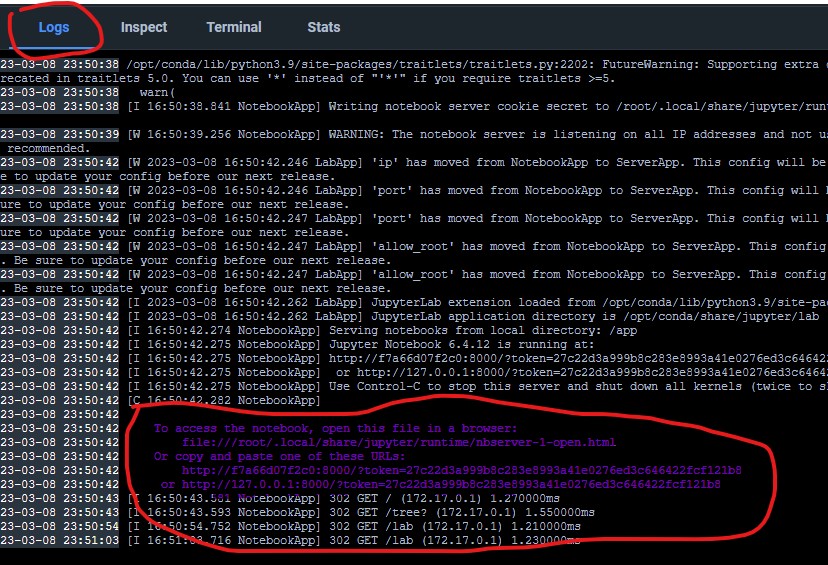 Logs Inspect Terminal Stats
23-03-08 23:50:38 /opt/conda/lib/python3.9/site-packages/traitlets/traitlets.py:2202: FutureWarning: Supporting extra
recated in traitlets 5.0. You can use '*' instead of "'*'" if you require traitlets >=5.
23-03-08 23:50:38 warn(
23-03-08 23:50:38 [I 16:50:38.841 NotebookApp] Writing notebook server cookie secret to /root/.local/share/jupyter/run
23-03-08 23:50:39 [W 16:50:39.256 NotebookApp] WARNING: The notebook server is listening on all IP addresses and not
recommended.
23-03-08 23:50:42 [W 2023-03-08 16:50:42.246 LabApp] 'ip' has moved from NotebookApp to ServerApp. This config will be
e to update your config before our next release.
23-03-08 23:50:42 [W 2023-03-08 16:50:42.246 LabApp] 'port' has moved from NotebookApp to ServerApp. This config will
ure to update your config before our next release.
23-03-08 23:50:42 [W 2023-03-08 16:50:42.247 LabApp] 'port' has moved from NotebookApp to ServerApp. This config will
ure to update your config before our next release.
23-03-08 23:50:42 [W 2023-03-08 16:50:42.247 LabApp] 'allow_root' has moved from NotebookApp to ServerApp. This config
. Be sure to update your config before our next release.
23-03-08 23:50:42 [W 2023-03-08 16:50:42.247 LabApp] 'allow_root' has moved from NotebookApp to ServerApp. This config
. Be sure to update your config before our next release.
23-03-08 23:50:42 [I 2023-03-08 16:50:42.262 LabApp] JupyterLab extension loaded from /opt/conda/lib/python3.9/site-pa
23-03-08 23:50:42 [I 2023-03-08 16:50:42.262 LabApp] JupyterLab application directory is /opt/conda/share/jupyter/lab
23-03-08 23:50:42 [I 16:50:42.274 NotebookApp] Serving notebooks from local directory: /app
23-03-08 23:50:42 [I 16:50:42.275 NotebookApp] Jupyter Notebook 6.4.12 is running at:
23-03-08 23:50:42 [I 16:50:42.275 NotebookApp] http://f7a66d07f2c0:8000/?token=27c22d3a999b8c283e8993a41e0276ed3c646422
23-03-08 23:50:42 [I 16:50:42.275 NotebookApp] or http://127.0.0.1:8000/?token=27c22d3a999b8c283e8993a41e0276ed3c64642
23-03-08 23:50:42 [I 16:50:42.275 NotebookApp] Use Control-C to stop this server and shut down all kernels (twice to
23-03-08 23:50:42 [C 16:50:42.282 NotebookApp]
23-03-08 23:50:42
23-03-08 23:50:42 To access the notebook, open this file in a browser:
23-03-08 23:50:42 file:///root/.local/share/jupyter/runtime/nbserver-1-open.html
23-03-08 23:50:42 Or copy and paste one of these URLs:
23-03-08 23:50:42 http://f7a66d07f2c0:8000/?token=27c22d3a999b8c283e8993a41e0276ed3c646422fcf121b8
23-03-08 23:50:42 or http://127.0.0.1:8000/?token=27c22d3a999b8c283e8993a41e0276ed3c646422fcf121b8
23-03-08 23:50:43 [I 16:50:43.581 NotebookApp] 302 GET / (172.17.0.1) 1.270000ms
23-03-08 23:50:43 [I 16:50:43.593 NotebookApp] 302 GET /tree? (172.17.0.1) 1.550000ms
23-03-08 23:50:54 [I 16:50:54.752 NotebookApp] 302 GET /lab (172.17.0.1) 1.210000ms
23-03-08 23:51:03 [I 16:51:03.716 NotebookApp] 302 GET /lab (172.17.0.1) 1.230000ms